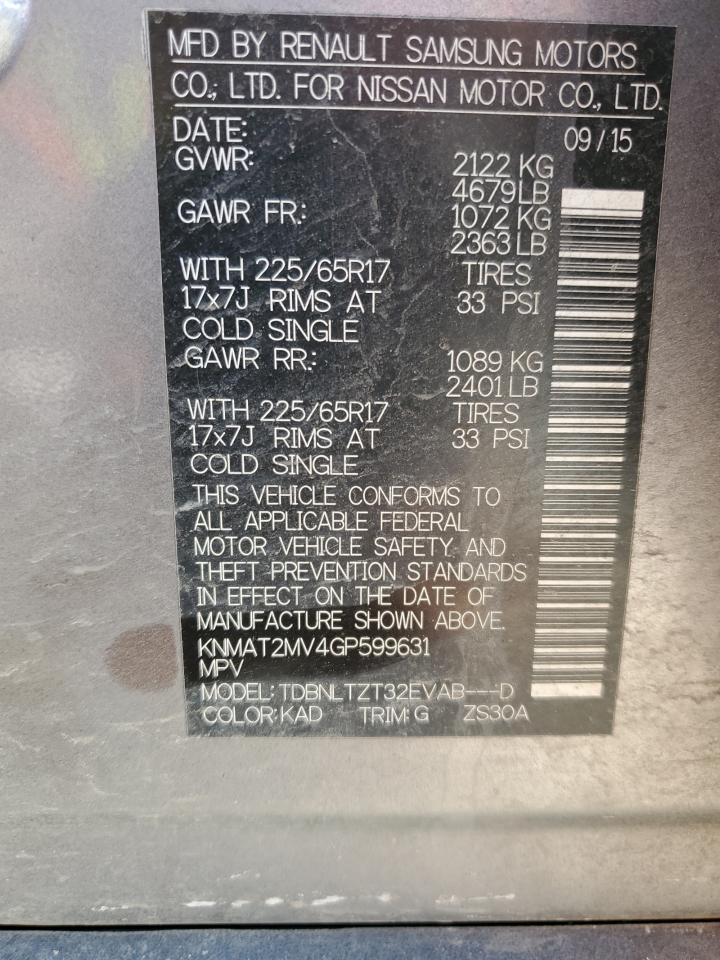 MFD BY RENAULT SAMSUNG MOTORS
CO., LTD. FOR NISSAN MOTOR CO., LTD.
DATE: 09/15
GVWR: 2122 KG
4679 LB
GAWR FR: 1072 KG
2363 LB
WITH 225/65R17 TIRES
17x7J RIMS AT 33 PSI
COLD SINGLE
GAWR RR: 1089 KG
2401 LB
WITH 225/65R17 TIRES
17x7J RIMS AT 33 PSI
COLD SINGLE
THIS VEHICLE CONFORMS TO
ALL APPLICABLE FEDERAL
MOTOR VEHICLE SAFETY AND
THEFT PREVENTION STANDARDS
IN EFFECT ON THE DATE OF
MANUFACTURE SHOWN ABOVE.
KNMAT2MV4GP599631
MPV
MODEL: TDBNLTZT32EVAB---D
COLOR: KAD TRIM: G ZS30A